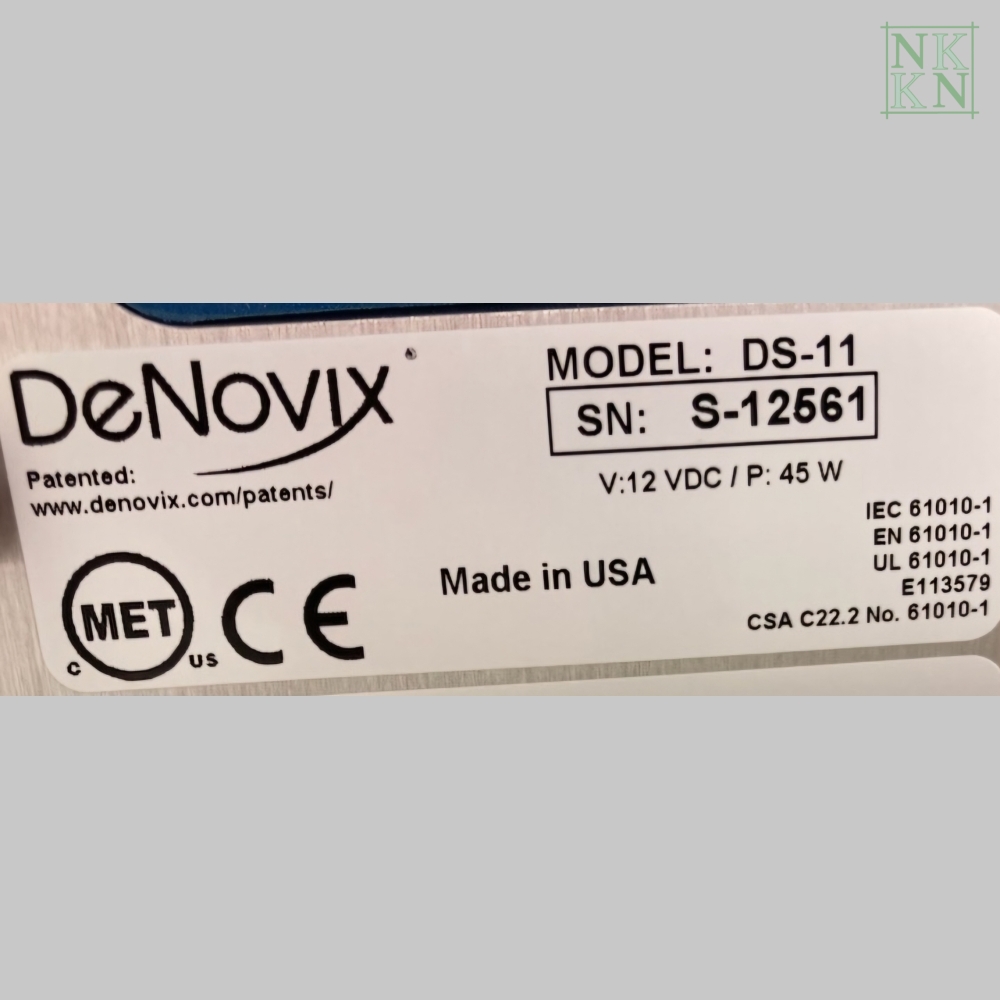 NK
KN
DeNovix
MODEL: DS-11
SN: S-12561
Patented:
www.denovix.com/patents/
V:12 VDC / P: 45 W
IEC 61010-1
EN 61010-1
UL 61010-1
E113579
CSA C22.2 No. 61010-1
Made in USA
C MET US
CE